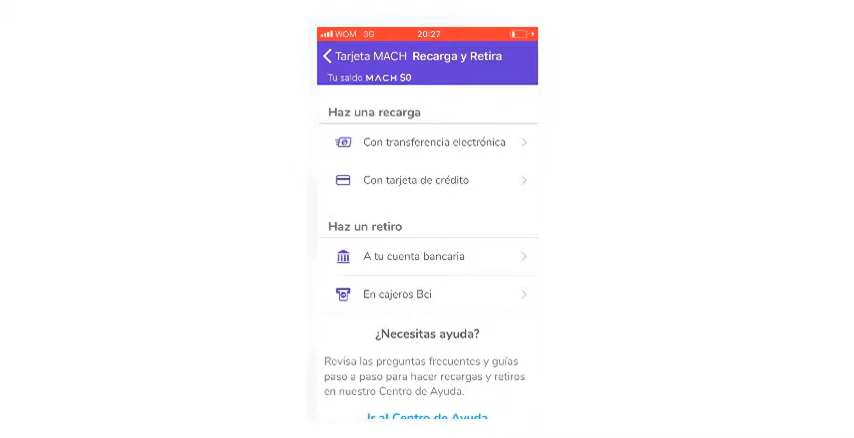 WOM 3G 20:27
Tarjeta MACH Recarga y Retira
Tu saldo MACH $0
Haz una recarga
Con transferencia electrónica
Con tarjeta de crédito
Haz un retiro
A tu cuenta bancaria
En cajeros Bci
¿Necesitas ayuda?
Revisa las preguntas frecuentes y guías
paso a paso para hacer recargas y retiros
en nuestro Centro de Ayuda.
Ir al Centro de Ayuda